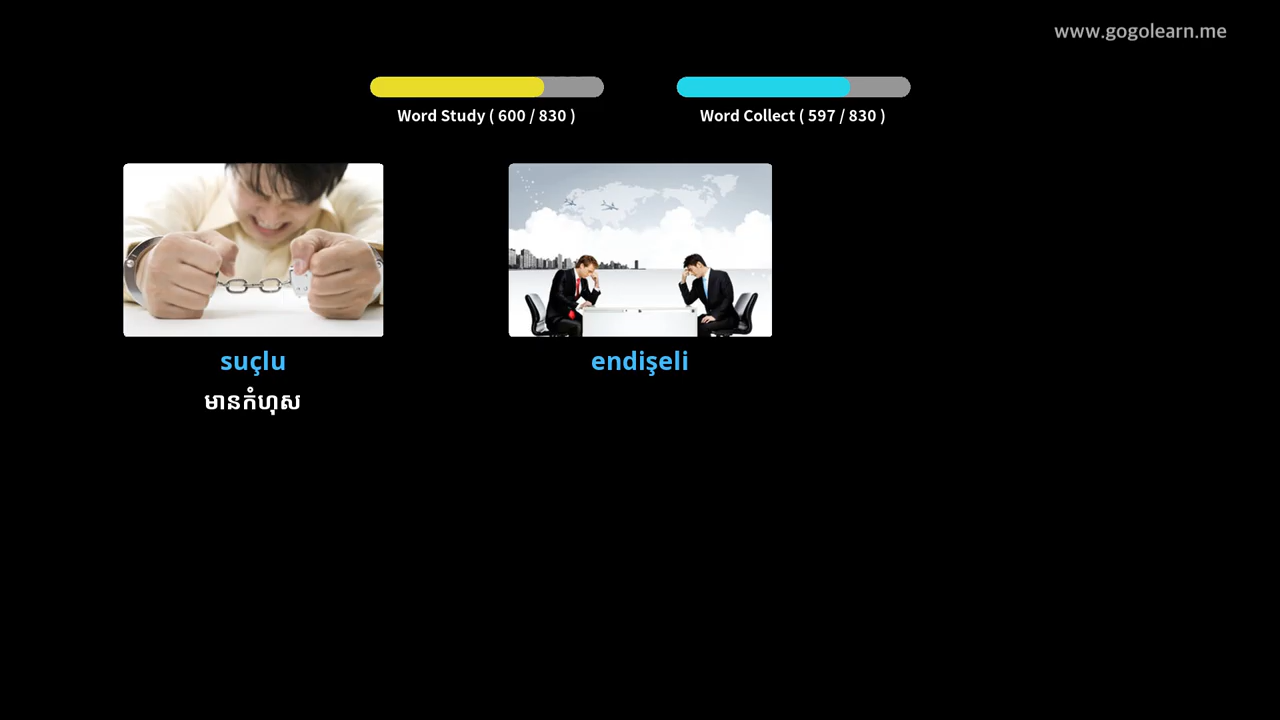 www.gogolearn.me
Word Study ( 600 / 830 )
Word Collect ( 597 / 830 )
suçlu
endişeli
មានកំហុស